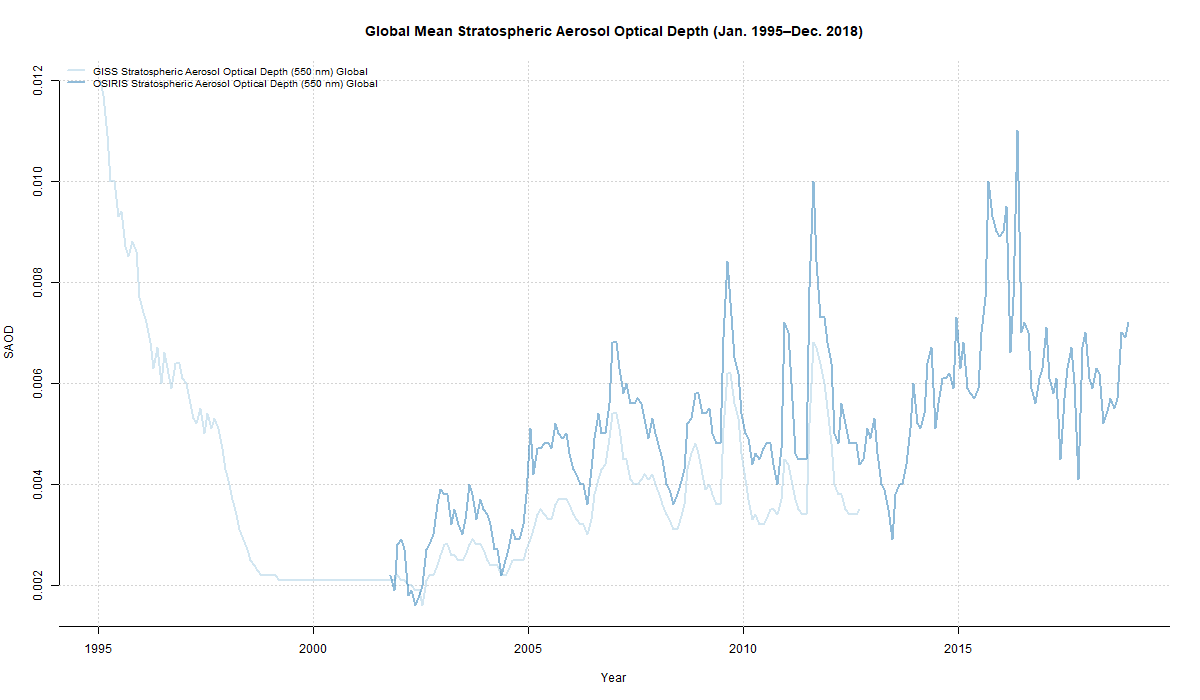 Global Mean Stratospheric Aerosol Optical Depth (Jan. 1995–Dec. 2018)
GISS Stratospheric Aerosol Optical Depth (550 nm) Global
OSIRIS Stratospheric Aerosol Optical Depth (550 nm) Global
0.012
0.010
0.008
0.006
0.004
0.002
SAOD
1995 2000 2005 2010 2015
Year